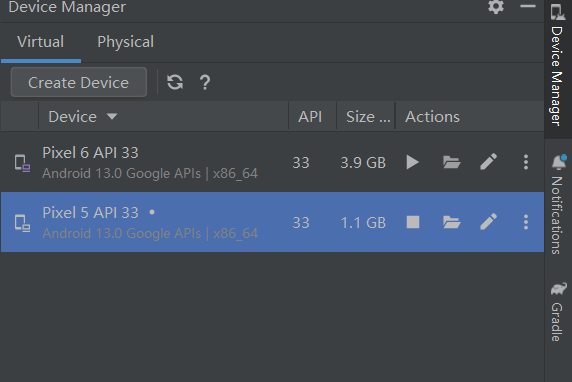 Device Manager
Virtual Physical
Create Device ?
Device API Size ... Actions
Pixel 6 API 33
Android 13.0 Google APIs | x86_64
33 3.9 GB
Pixel 5 API 33 •
Android 13.0 Google APIs | x86_64
33 1.1 GB
Device Manager
Notifications
Gradle